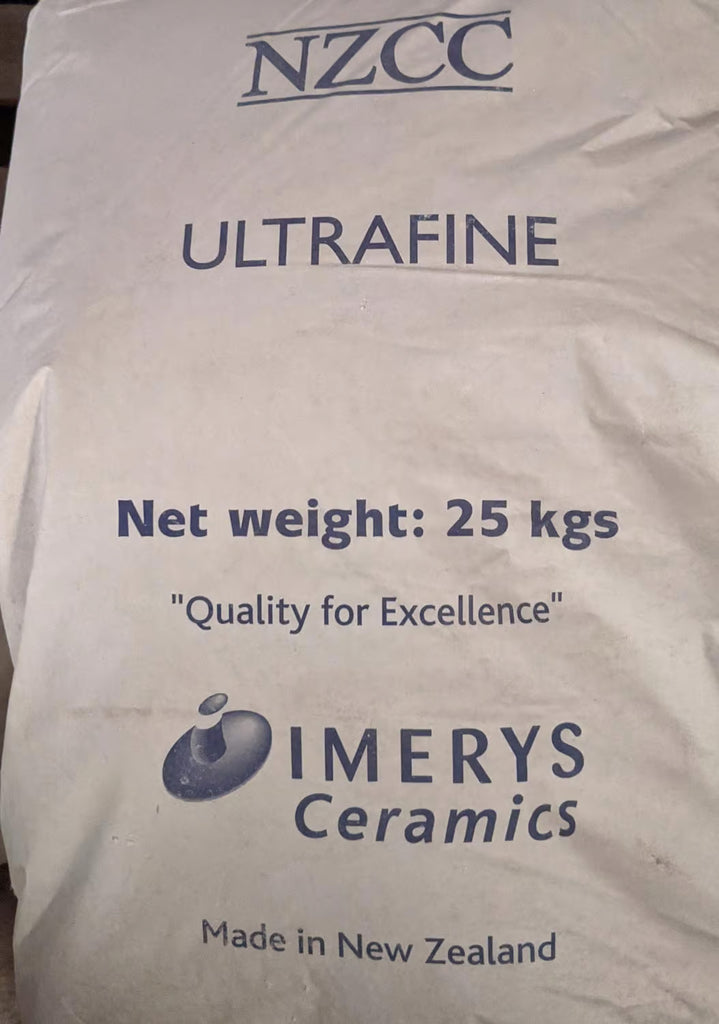 NZCC
ULTRAFINE
Net weight: 25 kgs
"Quality for Excellence"
IMERYS
Ceramics
Made in New Zealand